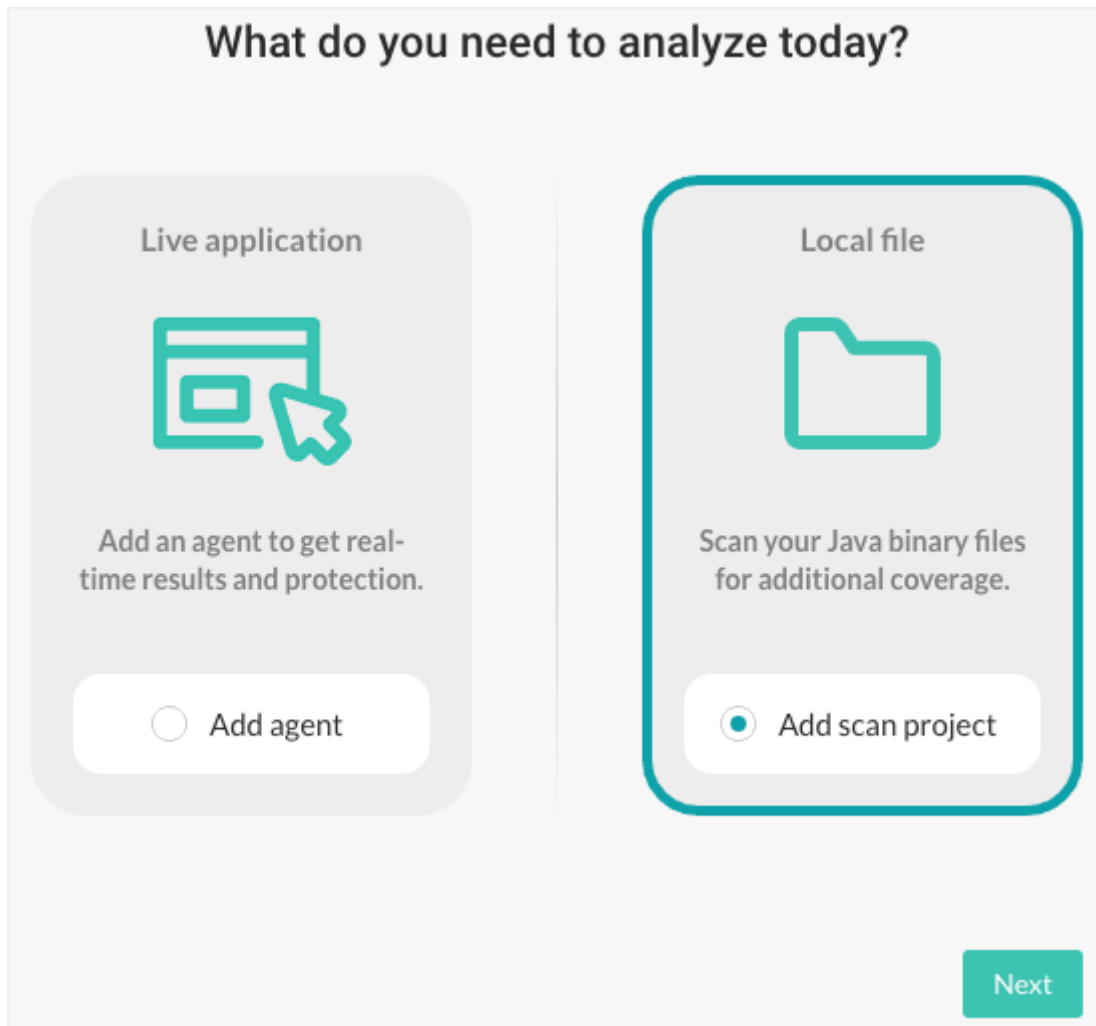 What do you need to analyze today?
Live application
Add an agent to get real-
time results and protection.
Add agent
Local file
Scan your Java binary files
for additional coverage.
Add scan project
Next